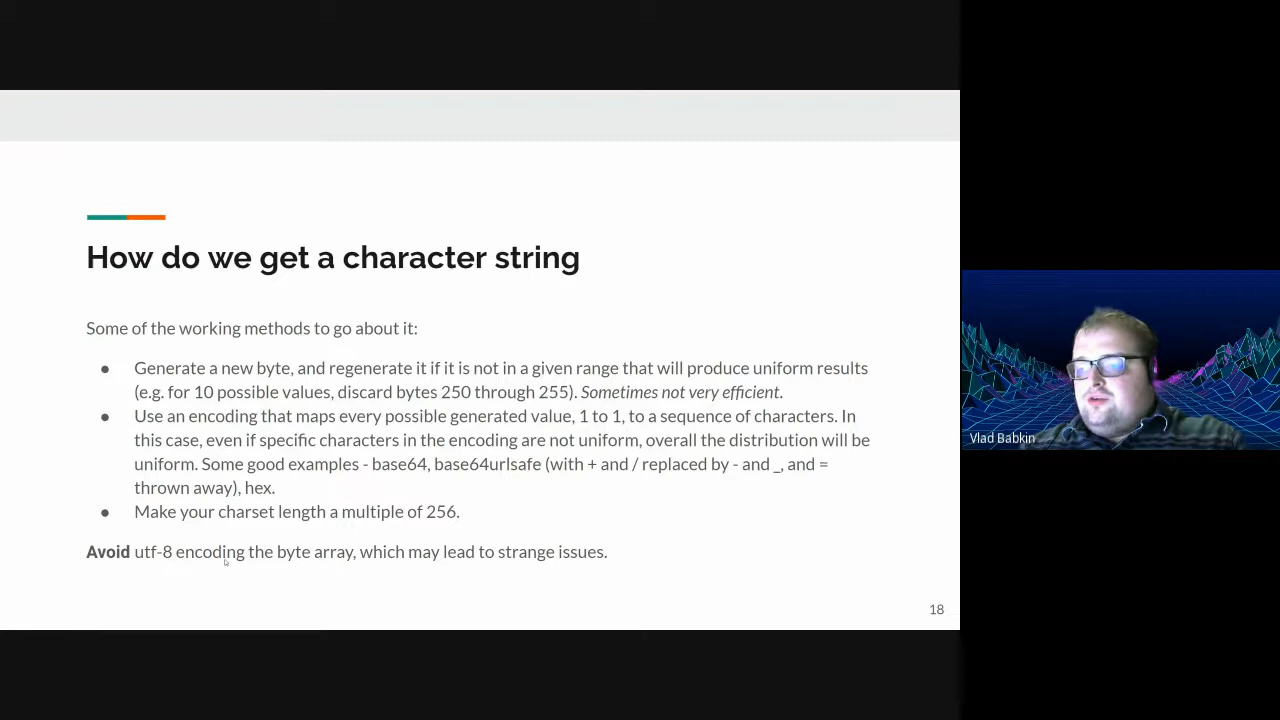 How do we get a character string
Some of the working methods to go about it:
● Generate a new byte, and regenerate it if it is not in a given range that will produce uniform results
(e.g. for 10 possible values, discard bytes 250 through 255). Sometimes not very efficient.
● Use an encoding that maps every possible generated value, 1 to 1, to a sequence of characters. In
this case, even if specific characters in the encoding are not uniform, overall the distribution will be
uniform. Some good examples - base64, base64urlsafe (with + and / replaced by - and _, and =
thrown away), hex.
● Make your charset length a multiple of 256.
Avoid utf-8 encoding the byte array, which may lead to strange issues.
18
Vlad Babkin